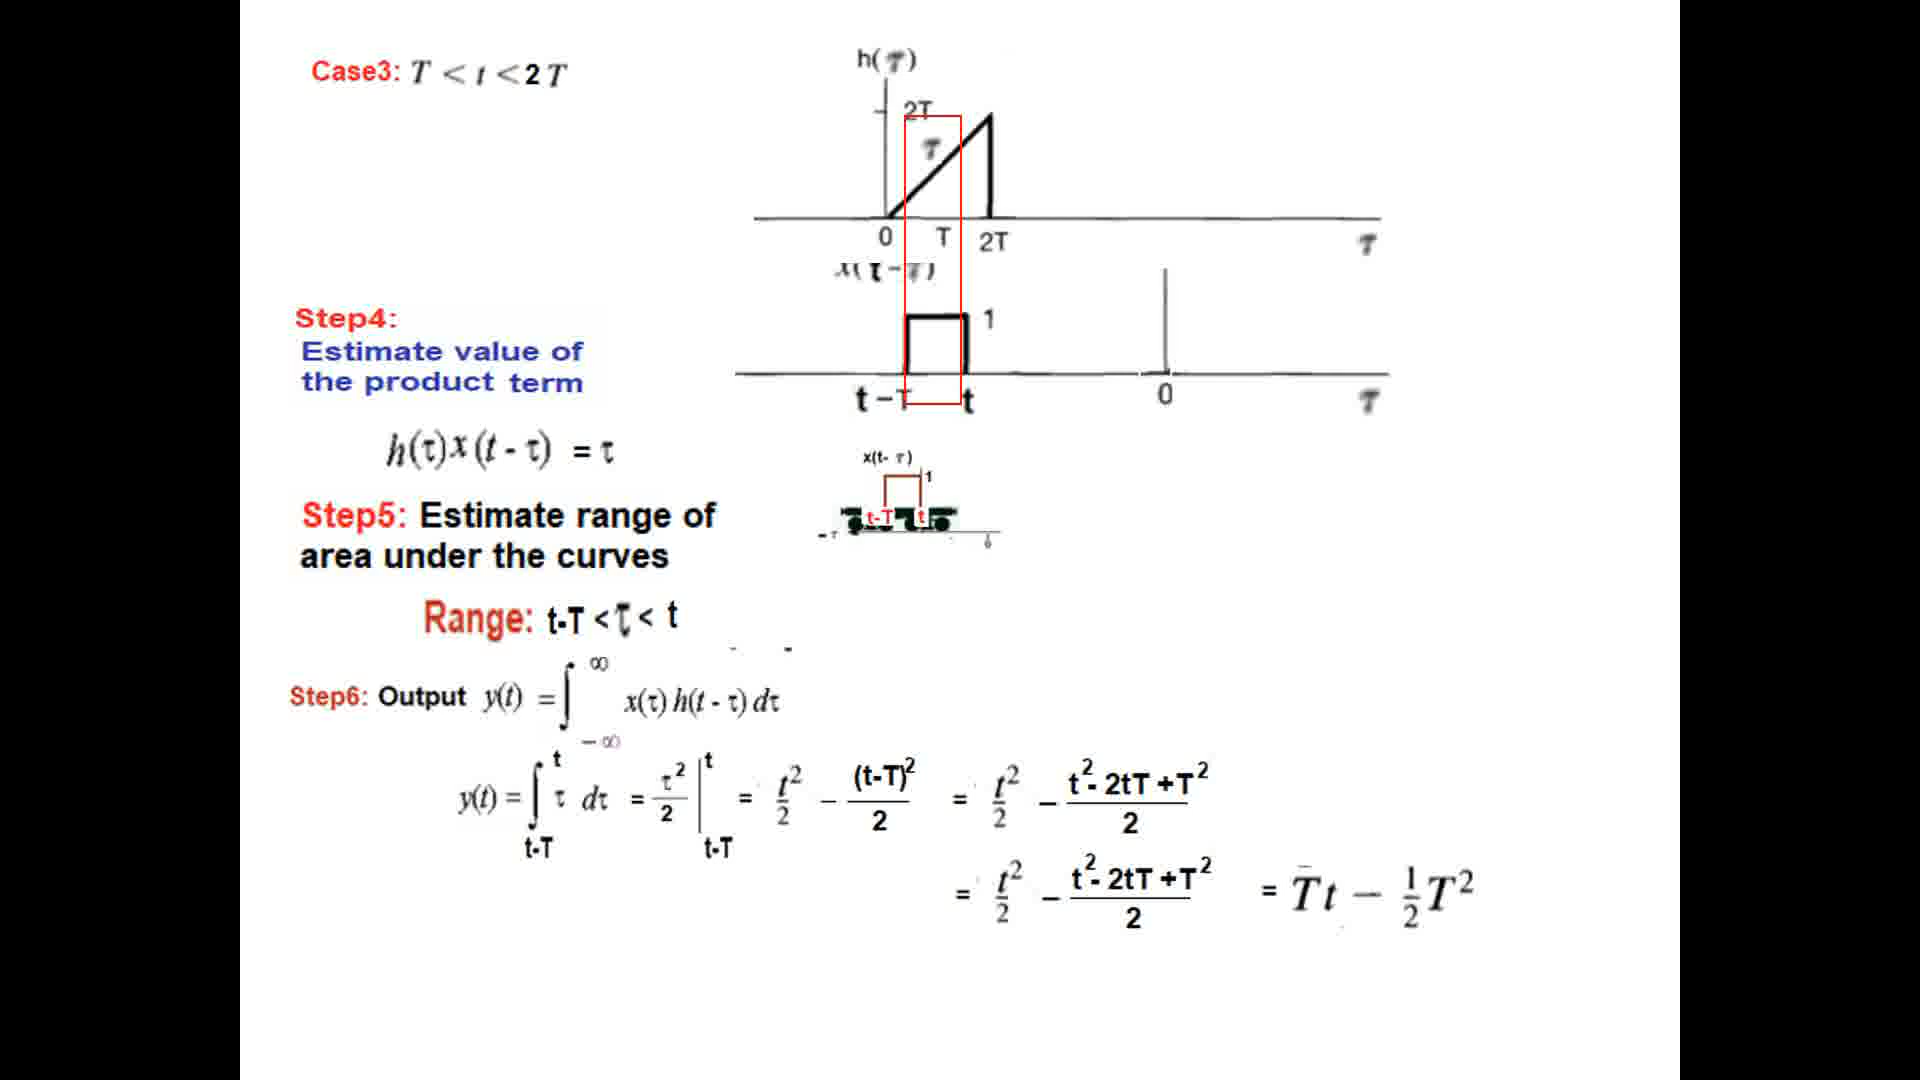 Case3: T < t < 2T
h(τ)
2T
τ
0 T 2T
τ
x(t-τ)
1
t-T t 0 τ
Step4:
Estimate value of
the product term
h(τ)x(t - τ) = τ
x(t- τ)
1
t-T t
-τ
Step5: Estimate range of
area under the curves
Range: t-T < τ < t
Step6: Output y(t) = ∫_{-∞}^{∞} x(τ) h(t - τ) dτ
y(t) = ∫_{t-T}^{t} τ dτ = τ²/2 |_{t-T}^{t} = t²/2 - (t-T)²/2 = t²/2 - (t²- 2tT +T²)/2
= t²/2 - (t²- 2tT +T²)/2 = Tt - ½T²